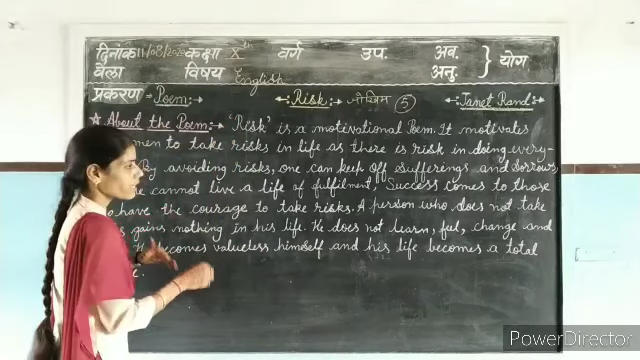 दिनांक 11/08/20 कक्षा Xth वर्ग उप. अव. } योग
वेला विषय English अनु.
प्रकरण → Poem → ← Risk → जोखिम (5) ← Janet Rand →
☆ About the Poem:→ 'Risk' is a motivational Poem. It motivates
men to take risks in life as there is risk in doing every-
By avoiding risks, one can keep off sufferings and sorrows,
cannot live a life of fulfilment. Success comes to those
have the courage to take risks. A person who does not take
gains nothing in his life. He does not learn, feel, change and
becomes valueless himself and his life becomes a total
PowerDirector